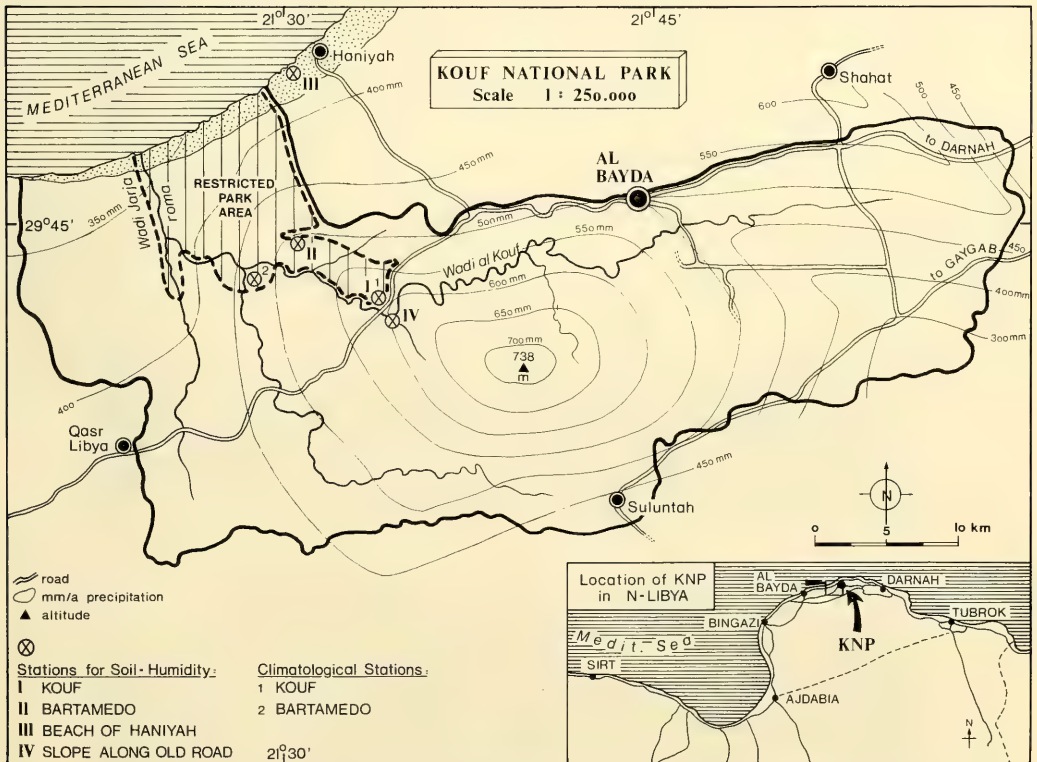 21°30'
21°45'
MEDITERRANEAN SEA
Haniyah
III
KOUF NATIONAL PARK
Scale 1 : 250.000
Shahat
400 mm
600
500
450
450 mm
550
to DARNAH
AL
BAYDA
RESTRICTED
PARK
AREA
Wadi Jorfa
roma
350 mm
29°45'
500 mm
550 mm
II
Wadi al Kouf
to GAYGAB
450
2
I
1
600 mm
400 mm
IV
650 mm
700 mm
738
m
300 mm
400
Qasr
Libya
450 mm
Suluntah
N
0 5 10 km
road
mm/a precipitation
altitude
Stations for Soil-Humidity:
I KOUF
II BARTAMEDO
III BEACH OF HANIYAH
IV SLOPE ALONG OLD ROAD
Climatological Stations:
1 KOUF
2 BARTAMEDO
21°30'
Location of KNP
in N-LIBYA
AL
BAYDA
DARNAH
BINGAZI
TUBROK
KNP
Medit. Sea
SIRT
AJDABIA
N